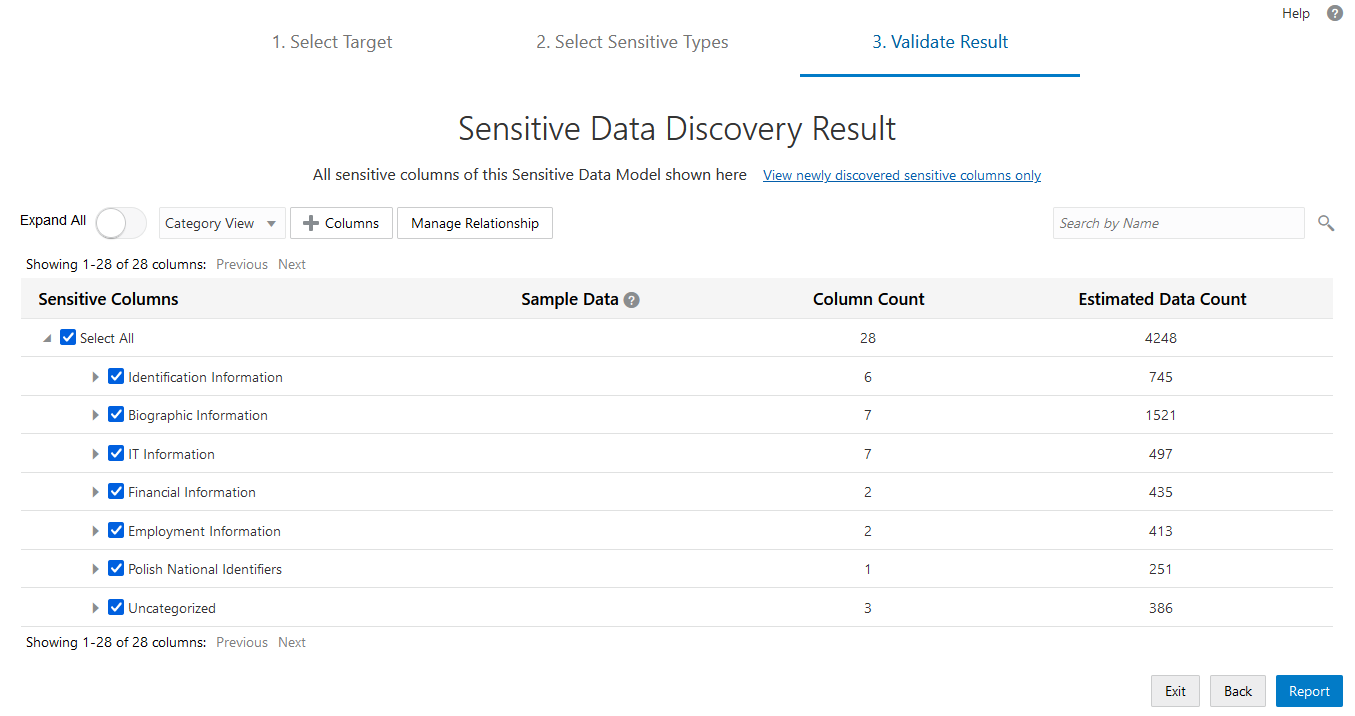 Help ?
1. Select Target 2. Select Sensitive Types 3. Validate Result
Sensitive Data Discovery Result
All sensitive columns of this Sensitive Data Model shown here View newly discovered sensitive columns only
Expand All Category View Columns Manage Relationship Search by Name
Showing 1-28 of 28 columns: Previous Next
Sensitive Columns Sample Data ? Column Count Estimated Data Count
Select All 28 4248
Identification Information 6 745
Biographic Information 7 1521
IT Information 7 497
Financial Information 2 435
Employment Information 2 413
Polish National Identifiers 1 251
Uncategorized 3 386
Showing 1-28 of 28 columns: Previous Next
Exit Back Report